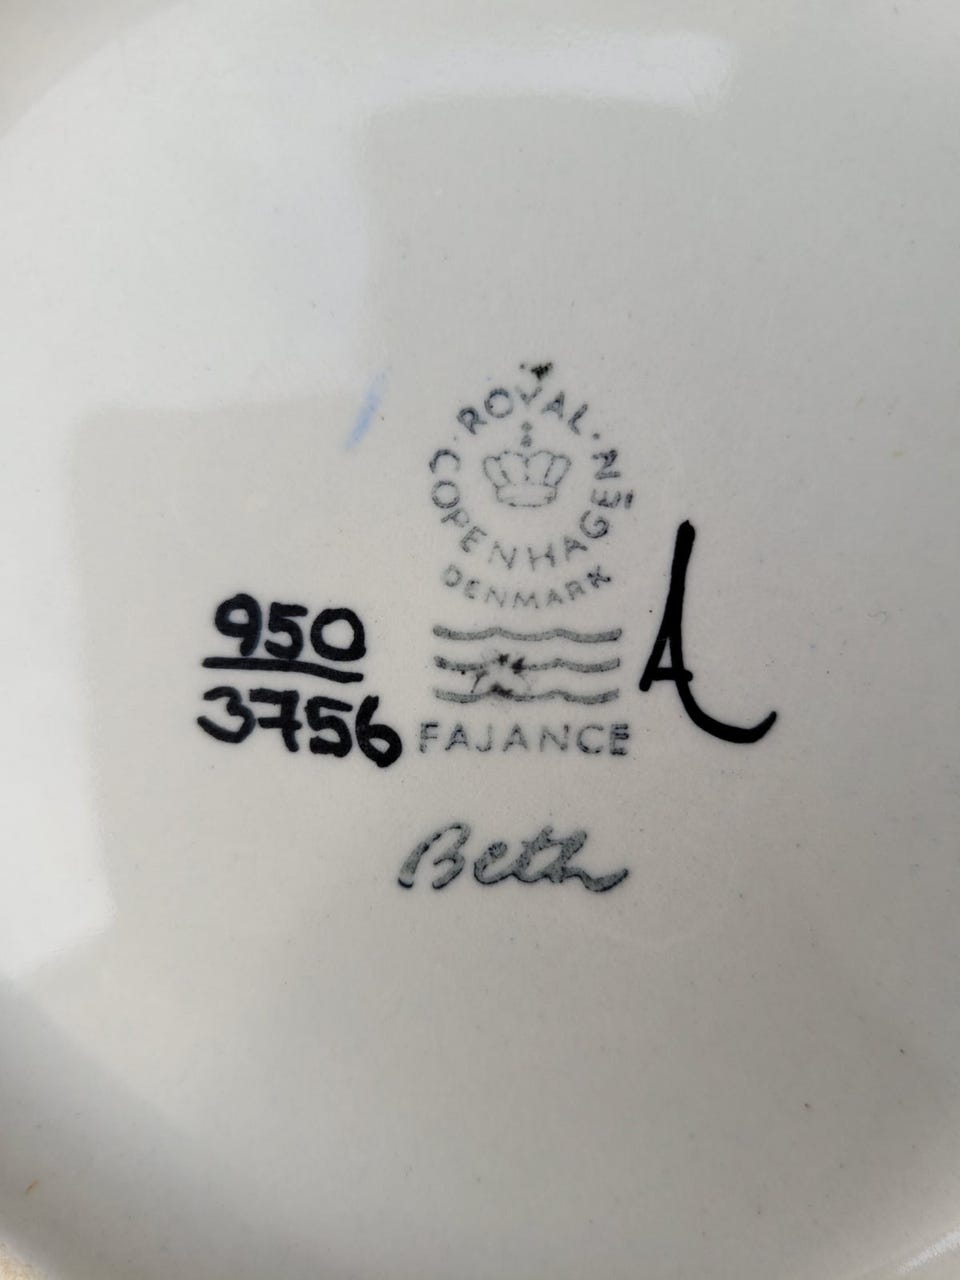 ROYAL · COPENHAGEN
DENMARK
950
3756
FAJANCE
Beth